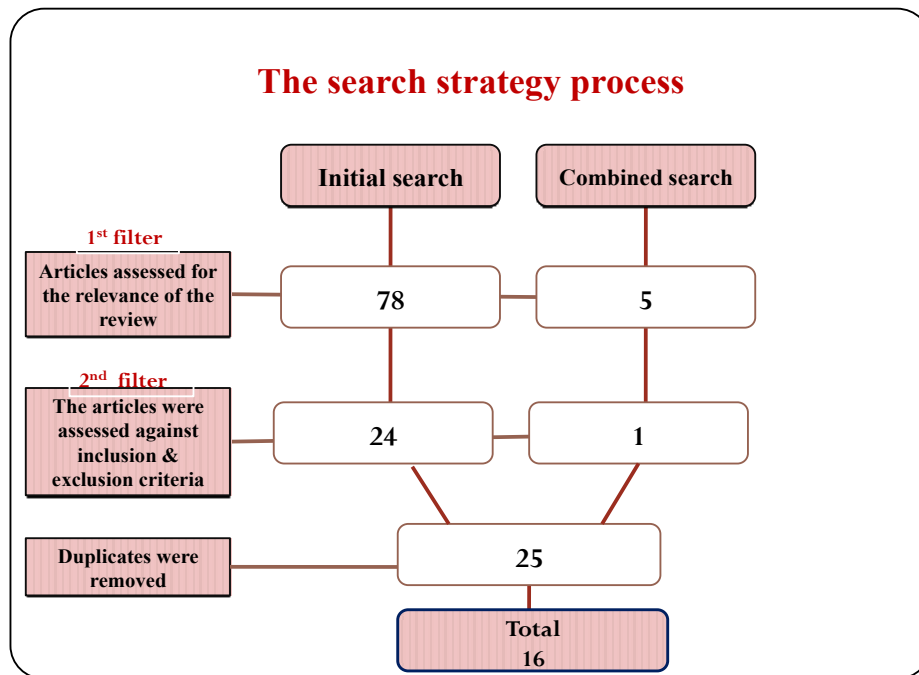 The search strategy process
Initial search
Combined search
1st filter
Articles assessed for
the relevance of the
review
78
5
2nd filter
The articles were
assessed against
inclusion &
exclusion criteria
24
1
Duplicates were
removed
25
Total
16